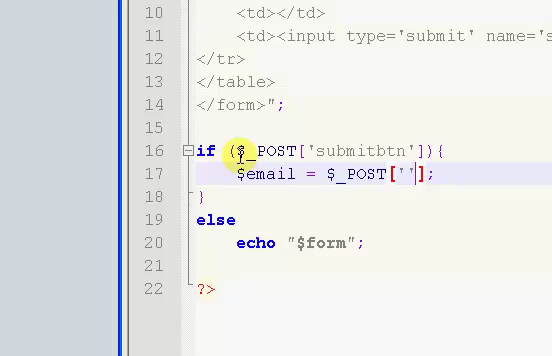 10 <td></td>
11 <td><input type='submit' name='s
12 </tr>
13 </table>
14 </form>";
15
16 if ($_POST['submitbtn']){
17 $email = $_POST[''];
18 }
19 else
20 echo "$form";
21
22 ?>